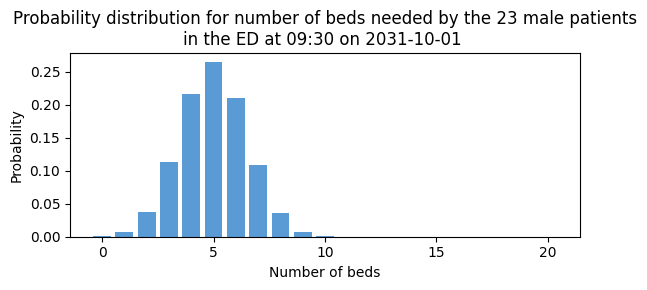 Probability distribution for number of beds needed by the 23 male patients
in the ED at 09:30 on 2031-10-01
0.25
0.20
0.15
0.10
0.05
0.00
Probability
0 5 10 15 20
Number of beds